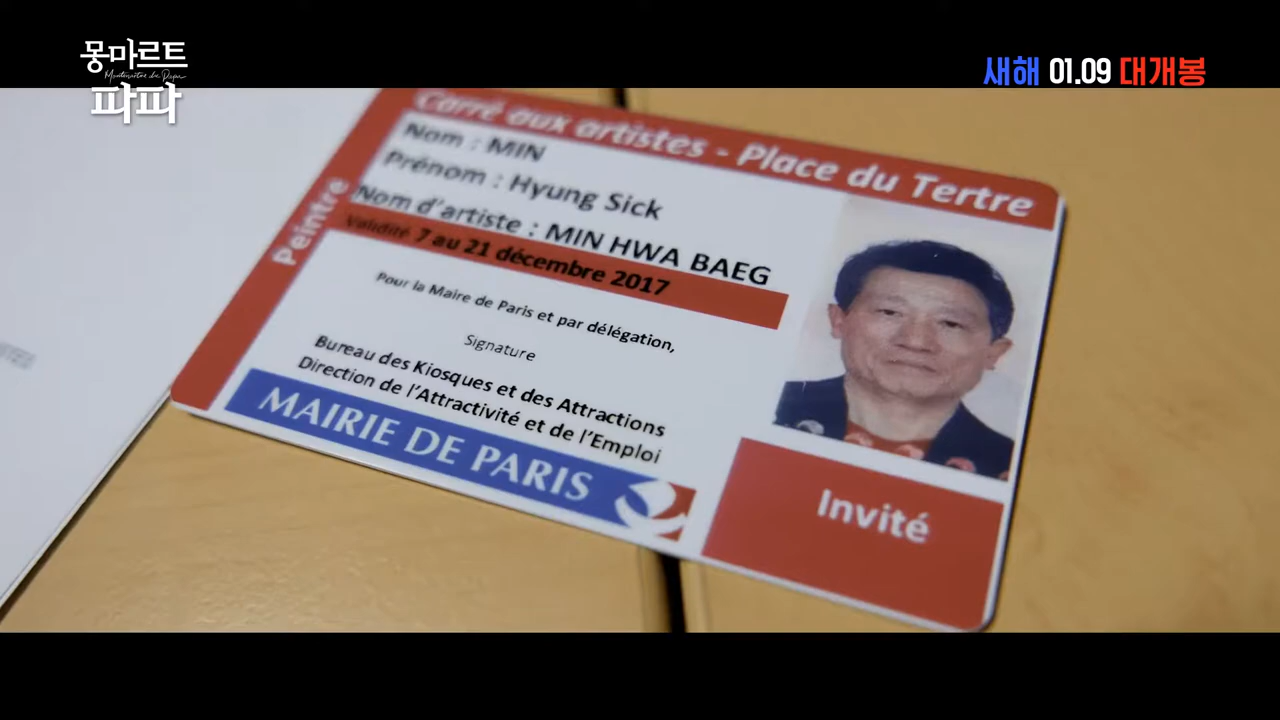 몽마르트
Montmartre de Papa
파파
새해 01.09 대개봉
Carré aux artistes - Place du Tertre
Peintre
Nom : MIN
Prénom : Hyung Sick
Nom d'artiste : MIN HWA BAEG
Validité 7 au 21 décembre 2017
Pour la Maire de Paris et par délégation,
Signature
Bureau des Kiosques et des Attractions
Direction de l'Attractivité et de l'Emploi
MAIRIE DE PARIS
Invité